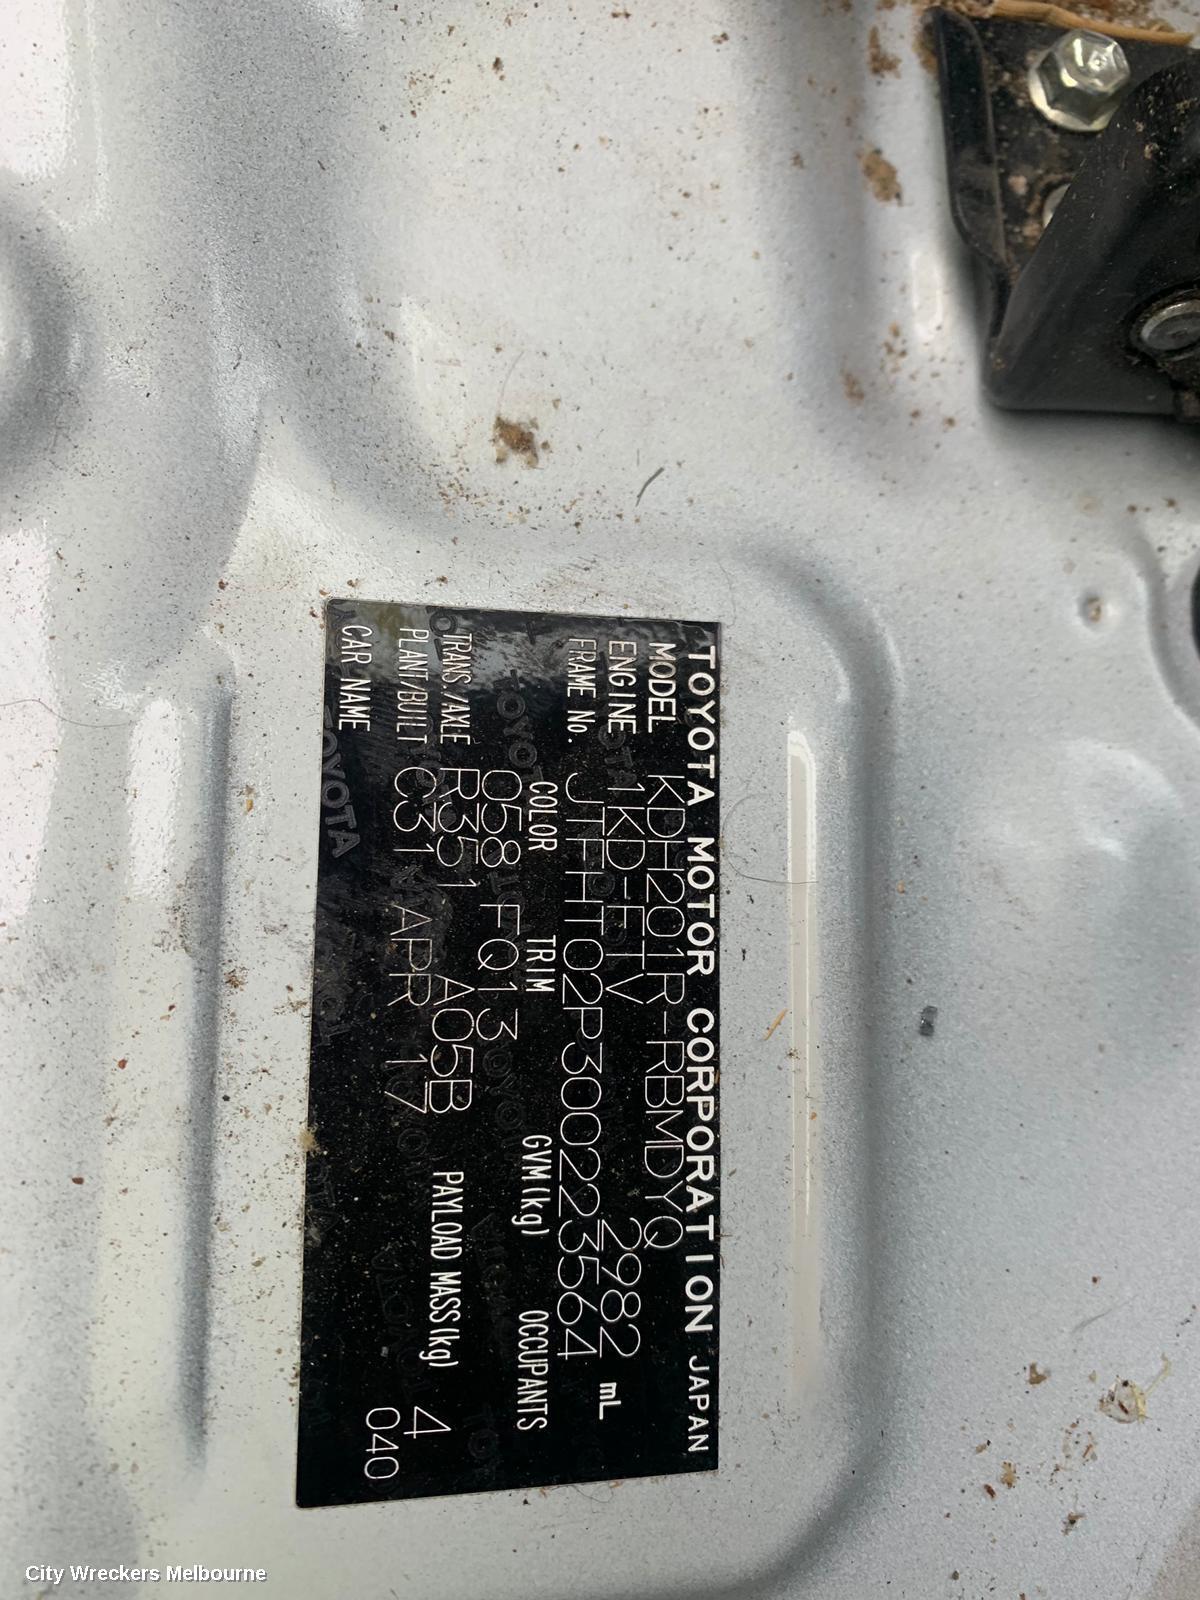 TOYOTA MOTOR CORPORATION JAPAN
MODEL KDH201R-RBMDYQ
ENGINE 1KD-FTV 2982 mL
FRAME No. JTFHT02P300223564
COLOR TRIM GVM(kg) OCCUPANTS
058 FQ13
TRANS./AXLE R351 A05B PAYLOAD MASS(kg)
PLANT/BUILT C31 APR 17 4
CAR NAME 040
City Wreckers Melbourne